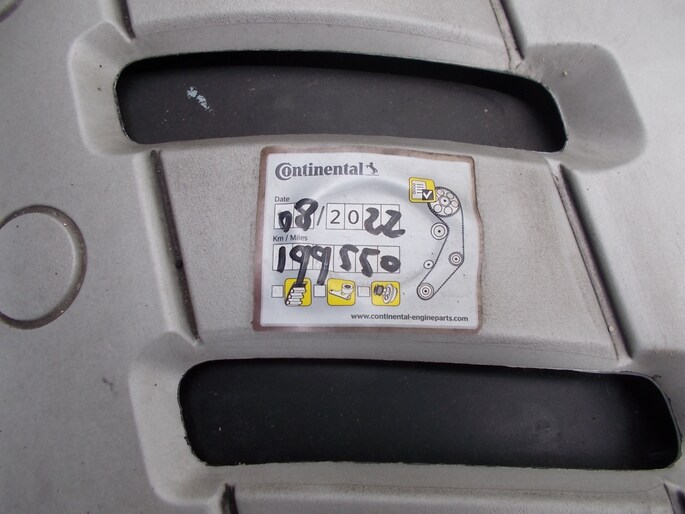 Continental
Date
08/2022
Km / Miles
199550
www.continental-engineparts.com